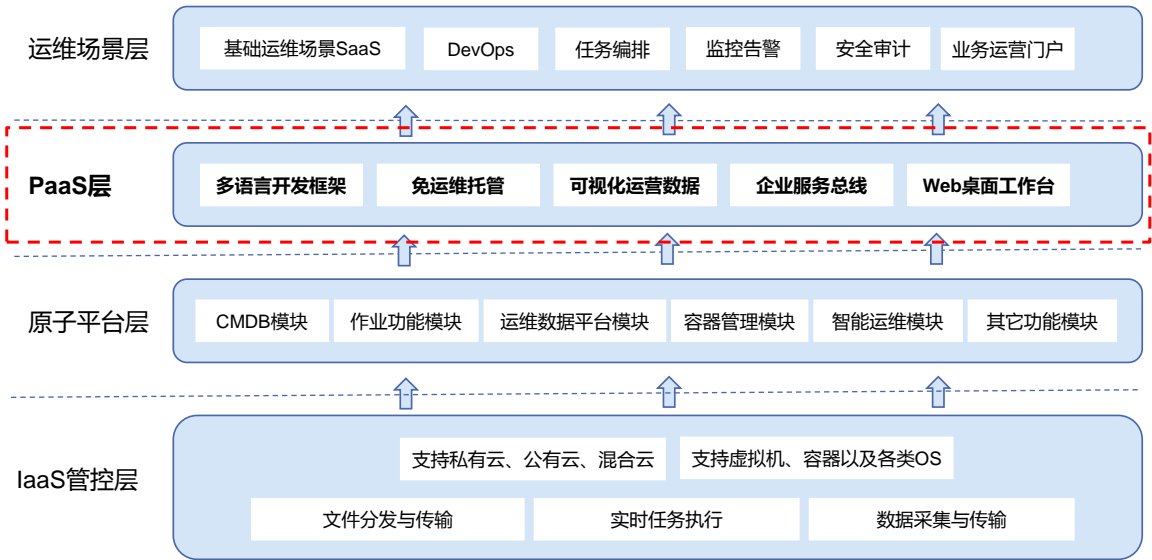 运维场景层
基础运维场景SaaS
DevOps
任务编排
监控告警
安全审计
业务运营门户
PaaS层
多语言开发框架
免运维托管
可视化运营数据
企业服务总线
Web桌面工作台
原子平台层
CMDB模块
作业功能模块
运维数据平台模块
容器管理模块
智能运维模块
其它功能模块
IaaS管控层
支持私有云、公有云、混合云
支持虚拟机、容器以及各类OS
文件分发与传输
实时任务执行
数据采集与传输